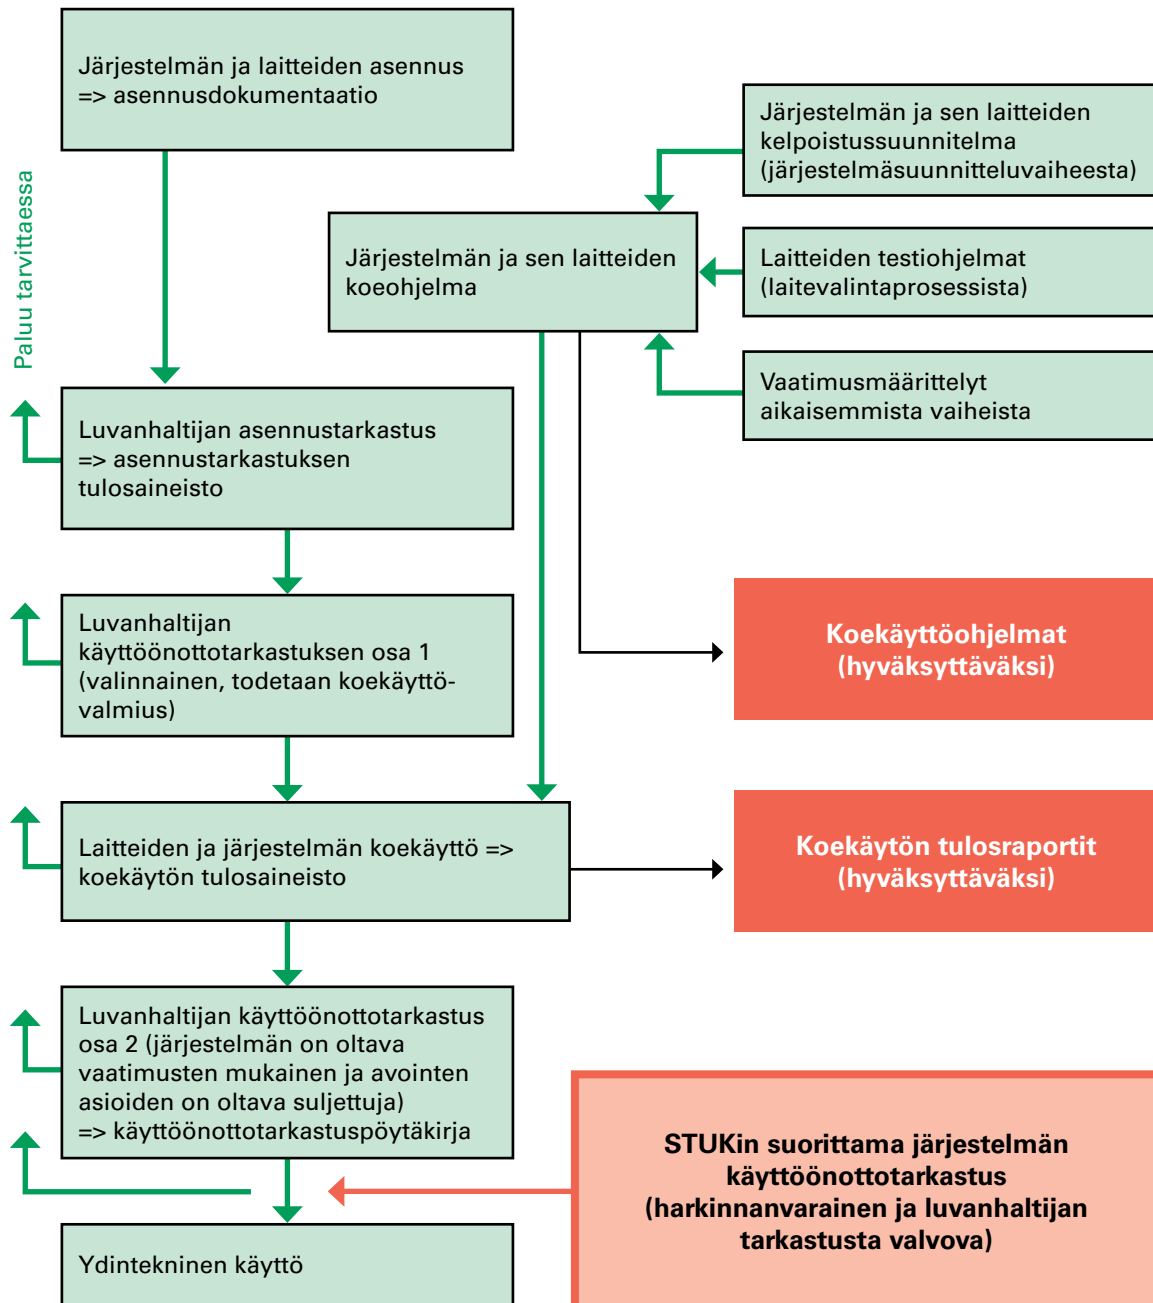 Järjestelmän ja laitteiden asennus
=> asennusdokumentaatio
Järjestelmän ja sen laitteiden
kelpoistussuunnitelma
(järjestelmäsuunnitteluvaiheesta)
Paluu tarvittaessa
Järjestelmän ja sen laitteiden
koeohjelma
Laitteiden testiohjelmat
(laitevalintaprosessista)
Vaatimusmäärittelyt
aikaisemmista vaiheista
Luvanhaltijan asennustarkastus
=> asennustarkastuksen
tulosaineisto
Luvanhaltijan
käyttöönottotarkastuksen osa 1
(valinnainen, todetaan koekäyttö-
valmius)
Koekäyttöohjelmat
(hyväksyttäväksi)
Laitteiden ja järjestelmän koekäyttö =>
koekäytön tulosaineisto
Koekäytön tulosraportit
(hyväksyttäväksi)
Luvanhaltijan käyttöönottotarkastus
osa 2 (järjestelmän on oltava
vaatimusten mukainen ja avointen
asioiden on oltava suljettuja)
=> käyttöönottotarkastuspöytäkirja
STUKin suorittama järjestelmän
käyttöönottotarkastus
(harkinnanvarainen ja luvanhaltijan
tarkastusta valvova)
Ydintekninen käyttö